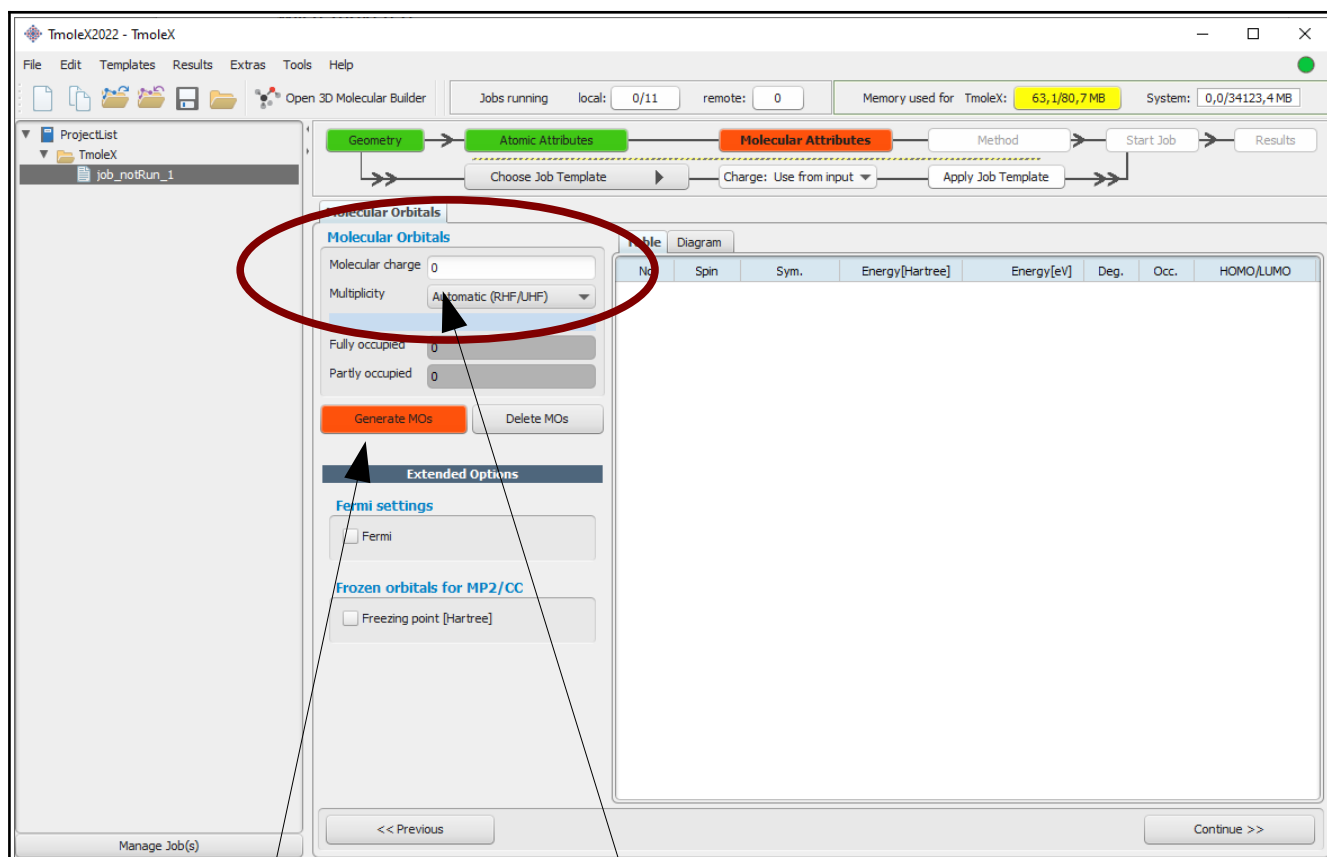 TmoleX2022 - TmoleX
File Edit Templates Results Extras Tools Help
Open 3D Molecular Builder Jobs running local: 0/11 remote: 0 Memory used for TmoleX: 63,1/80,7 MB System: 0,0/34123,4 MB
ProjectList
TmoleX
job_notRun_1
Geometry Atomic Attributes Molecular Attributes Method Start Job Results
Choose Job Template Charge: Use from input Apply Job Template
Molecular Orbitals
Molecular Orbitals
Table Diagram
Molecular charge 0
No Spin Sym. Energy[Hartree] Energy[eV] Deg. Occ. HOMO/LUMO
Multiplicity Automatic (RHF/UHF)
Fully occupied 0
Partly occupied 0
Generate MOs Delete MOs
Extended Options
Fermi settings
Fermi
Frozen orbitals for MP2/CC
Freezing point [Hartree]
<< Previous Continue >>
Manage Job(s)